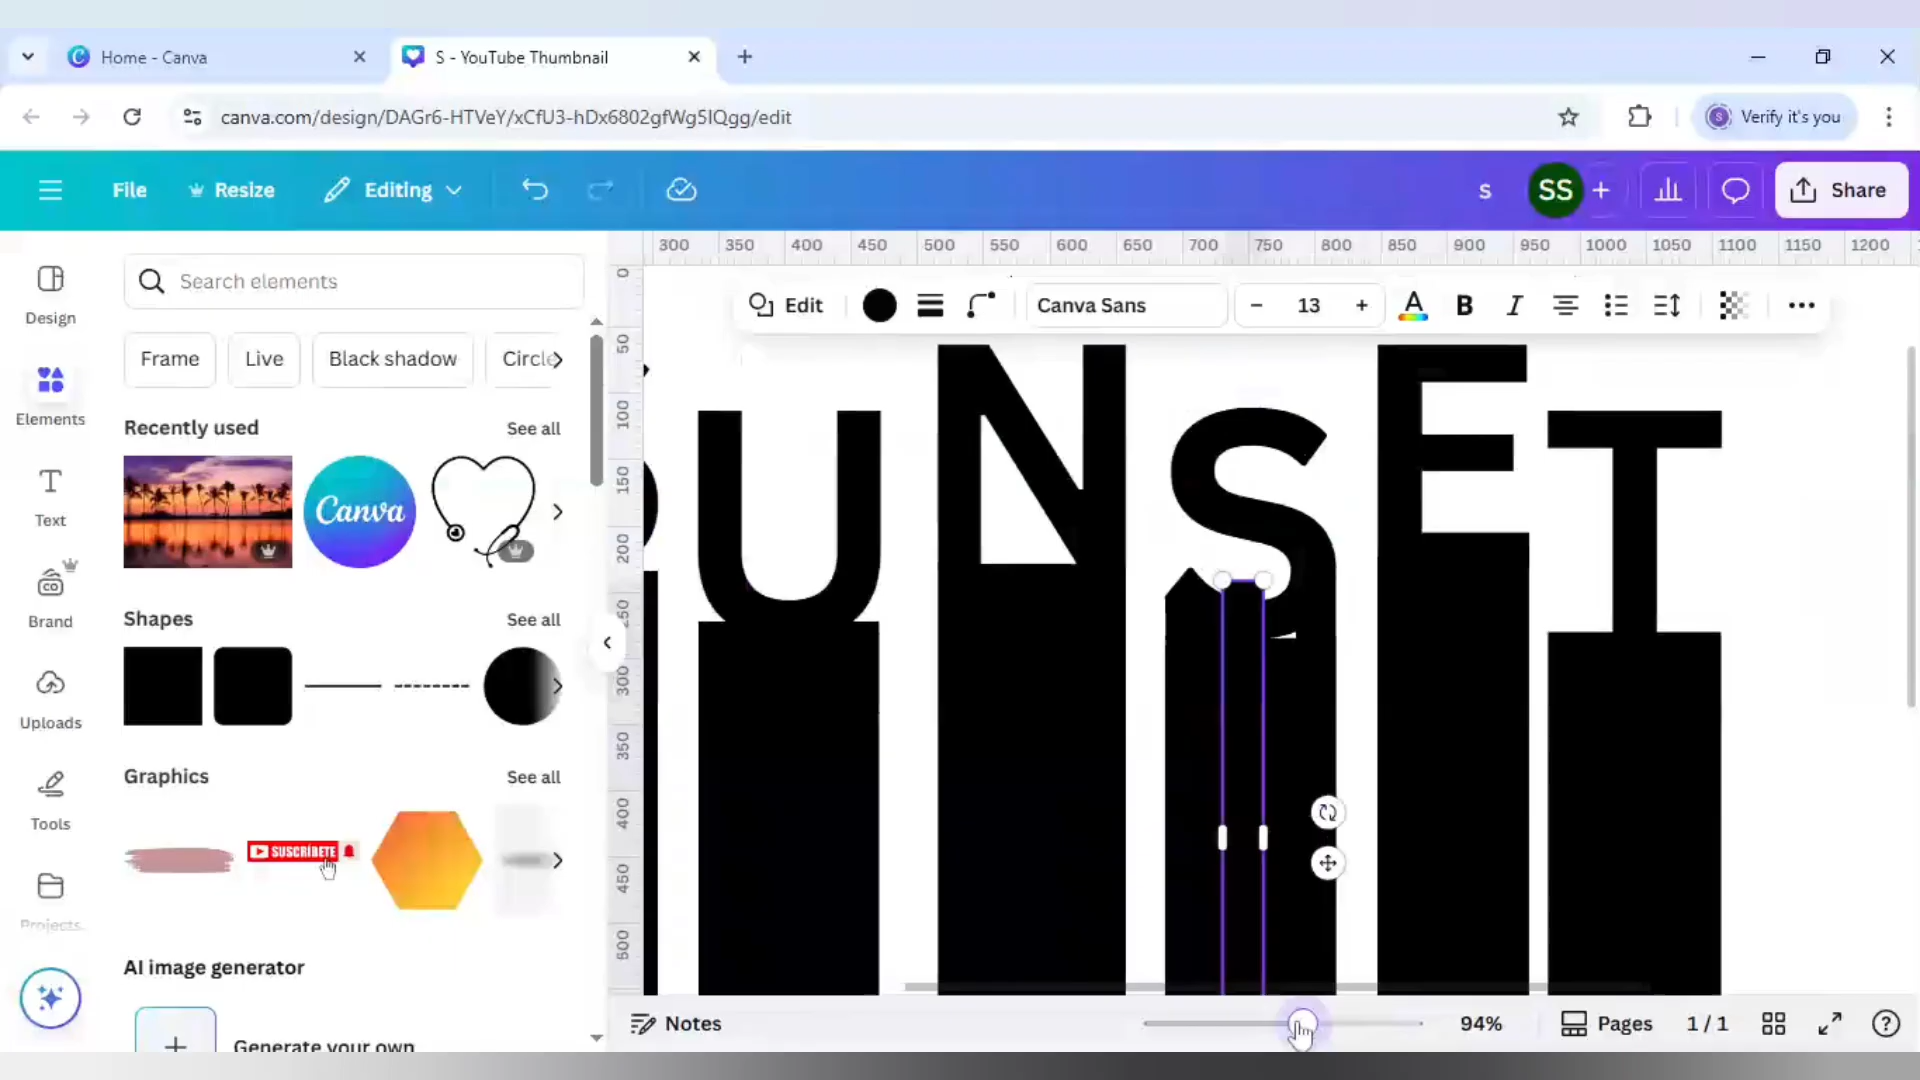 Home - Canva
S - YouTube Thumbnail
canva.com/design/DAGr6-HTVeY/xCfU3-hDx6802gfWg5IQgg/edit
Verify it's you
File
Resize
Editing
S
SS
Share
Design
Elements
Text
Brand
Uploads
Tools
Projects
Search elements
Frame
Live
Black shadow
Circle
Recently used
See all
Canva
Shapes
See all
Graphics
See all
SUSCRÍBETE
AI image generator
Generate your own
300 350 400 450 500 550 600 650 700 750 800 850 900 950 1000 1050 1100 1150 1200
0 50 100 150 200 250 300 350 400 450 500
Edit
Canva Sans
13
A
B
I
UNSET
Notes
94%
Pages
1 / 1